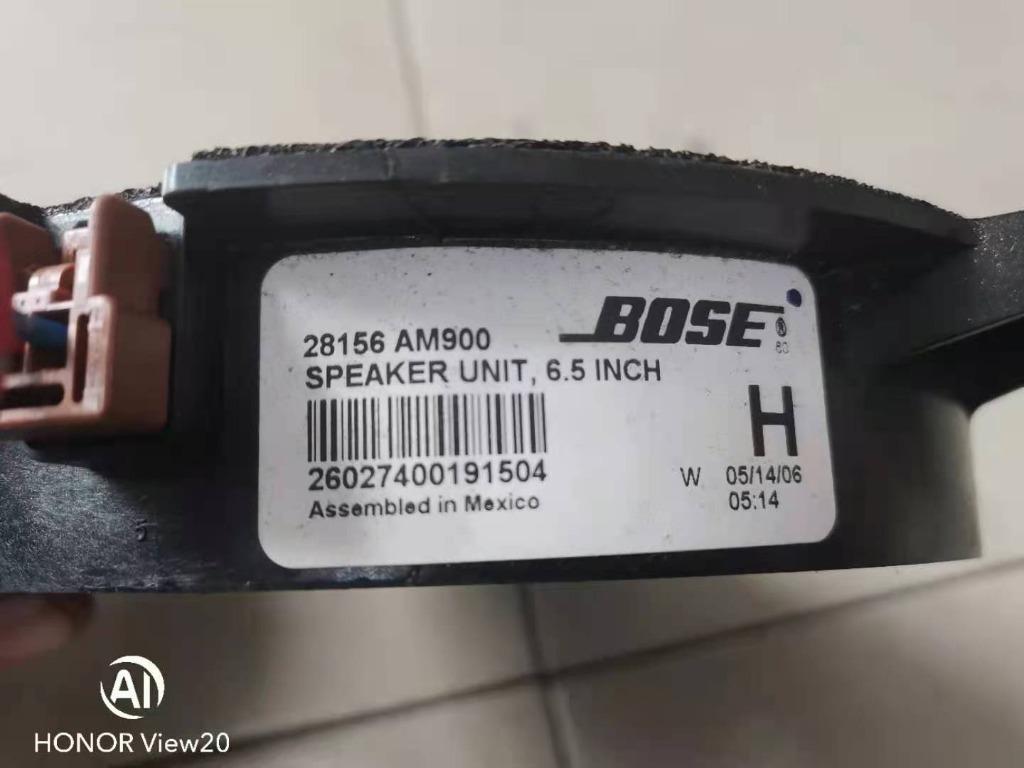 BOSE®
28156 AM900
SPEAKER UNIT, 6.5 INCH
H
26027400191504
W 05/14/06
Assembled in Mexico
05:14
AI
HONOR View20